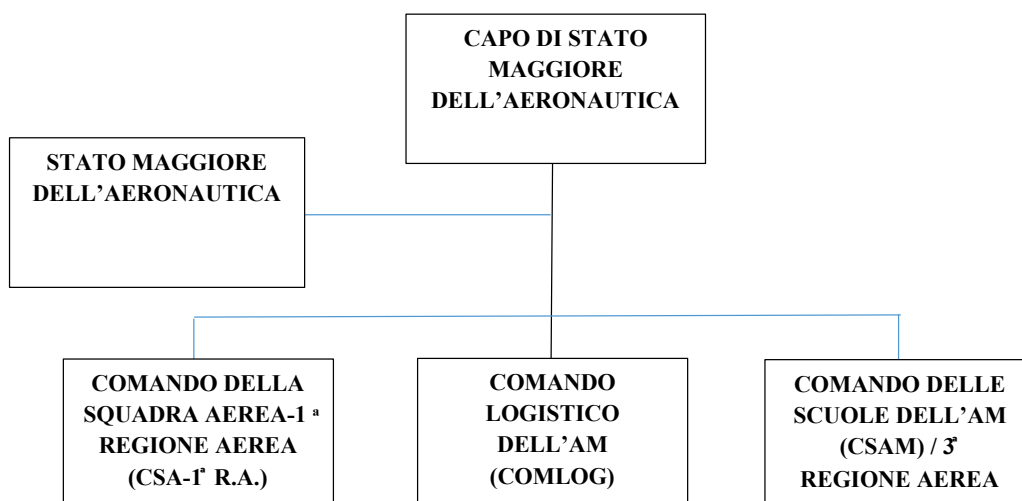 CAPO DI STATO
MAGGIORE
DELL’AERONAUTICA
STATO MAGGIORE
DELL’AERONAUTICA
COMANDO DELLA
SQUADRA AEREA-1 ª
REGIONE AEREA
(CSA-1ª R.A.)
COMANDO
LOGISTICO
DELL’AM
(COMLOG)
COMANDO DELLE
SCUOLE DELL’AM
(CSAM) / 3ª
REGIONE AEREA